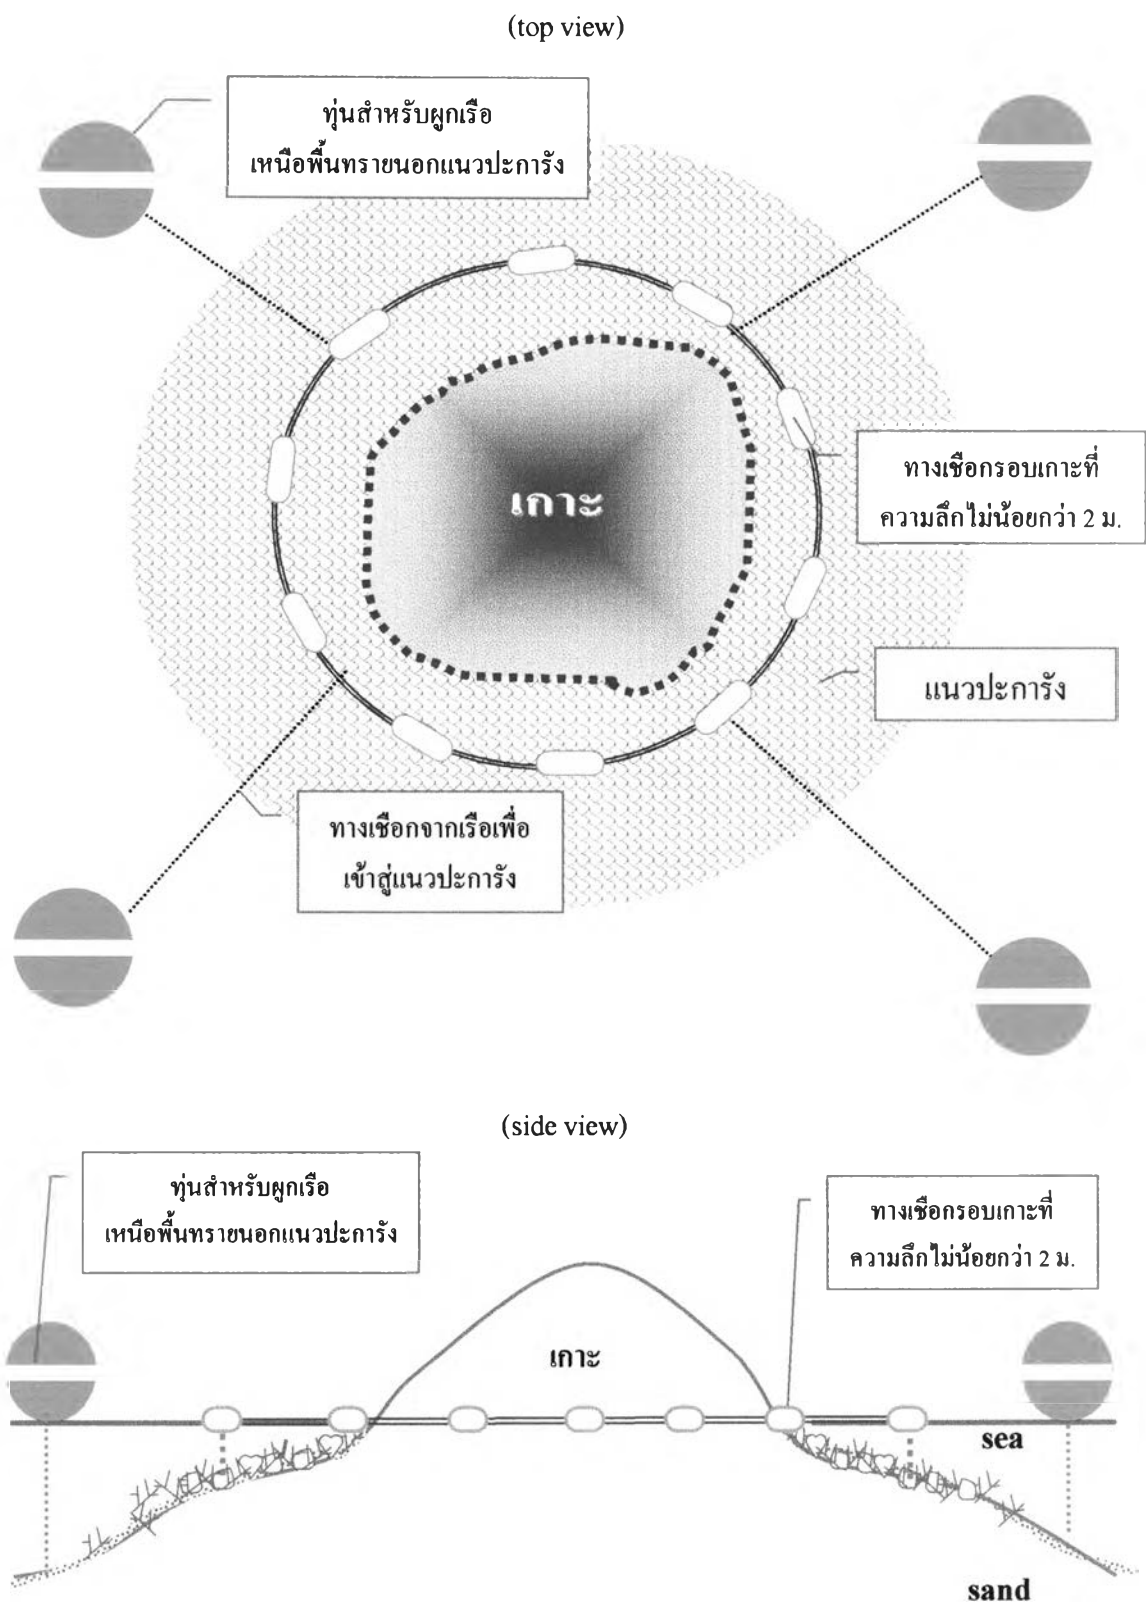 (top view)
ทุ่นสำหรับผูกเรือ
เหนือพื้นทรายนอกแนวปะการัง
เกาะ
ทางเชือกรอบเกาะที่
ความลึกไม่น้อยกว่า 2 ม.
แนวปะการัง
ทางเชือกจากเรือเพื่อ
เข้าสู่แนวปะการัง
(side view)
ทุ่นสำหรับผูกเรือ
เหนือพื้นทรายนอกแนวปะการัง
ทางเชือกรอบเกาะที่
ความลึกไม่น้อยกว่า 2 ม.
เกาะ
sea
sand